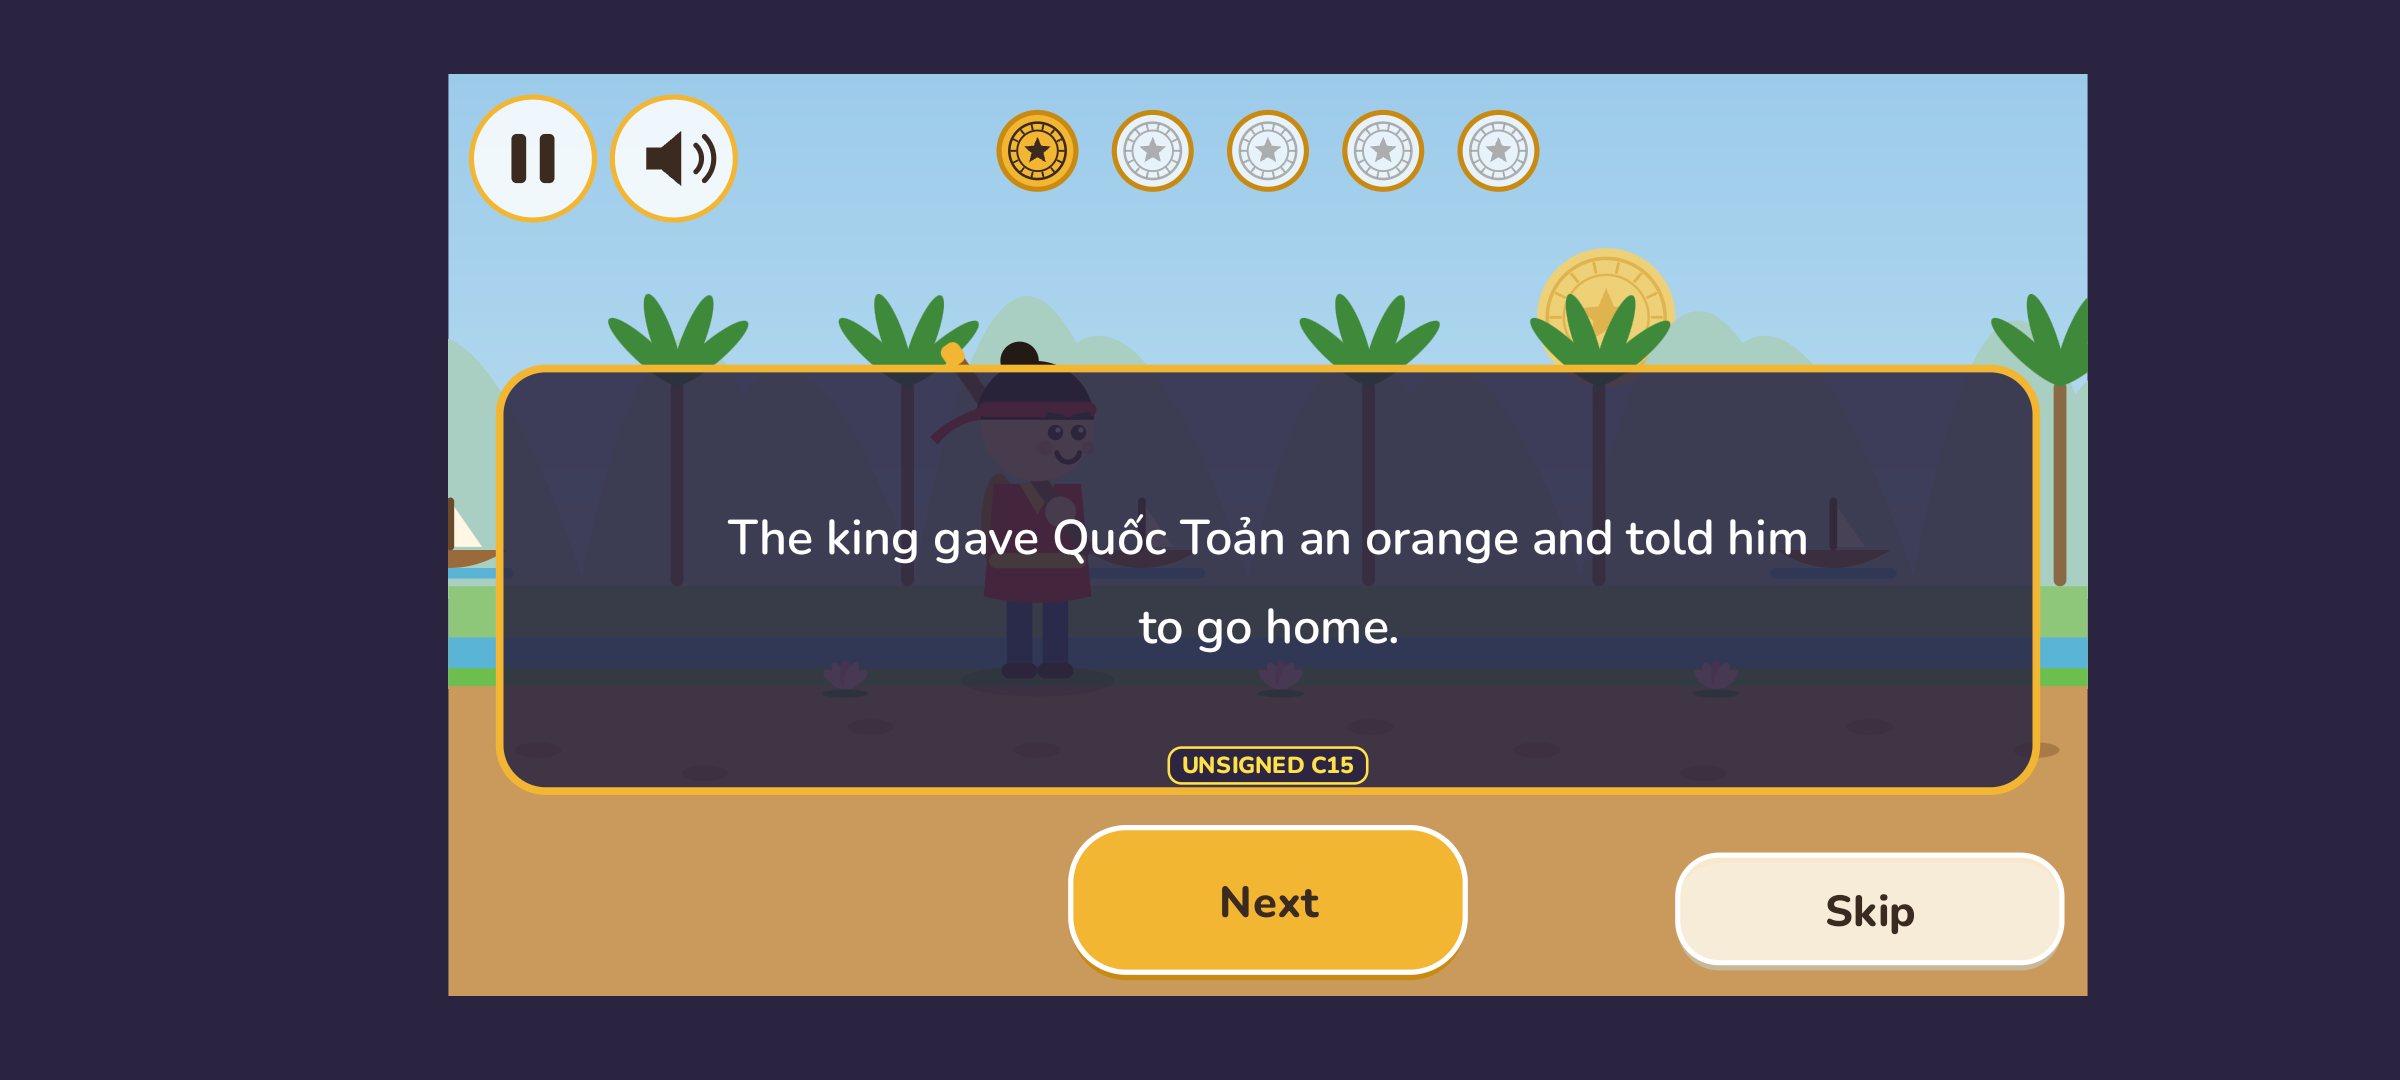 The king gave Quốc Toản an orange and told him
to go home.
UNSIGNED C15
Next
Skip